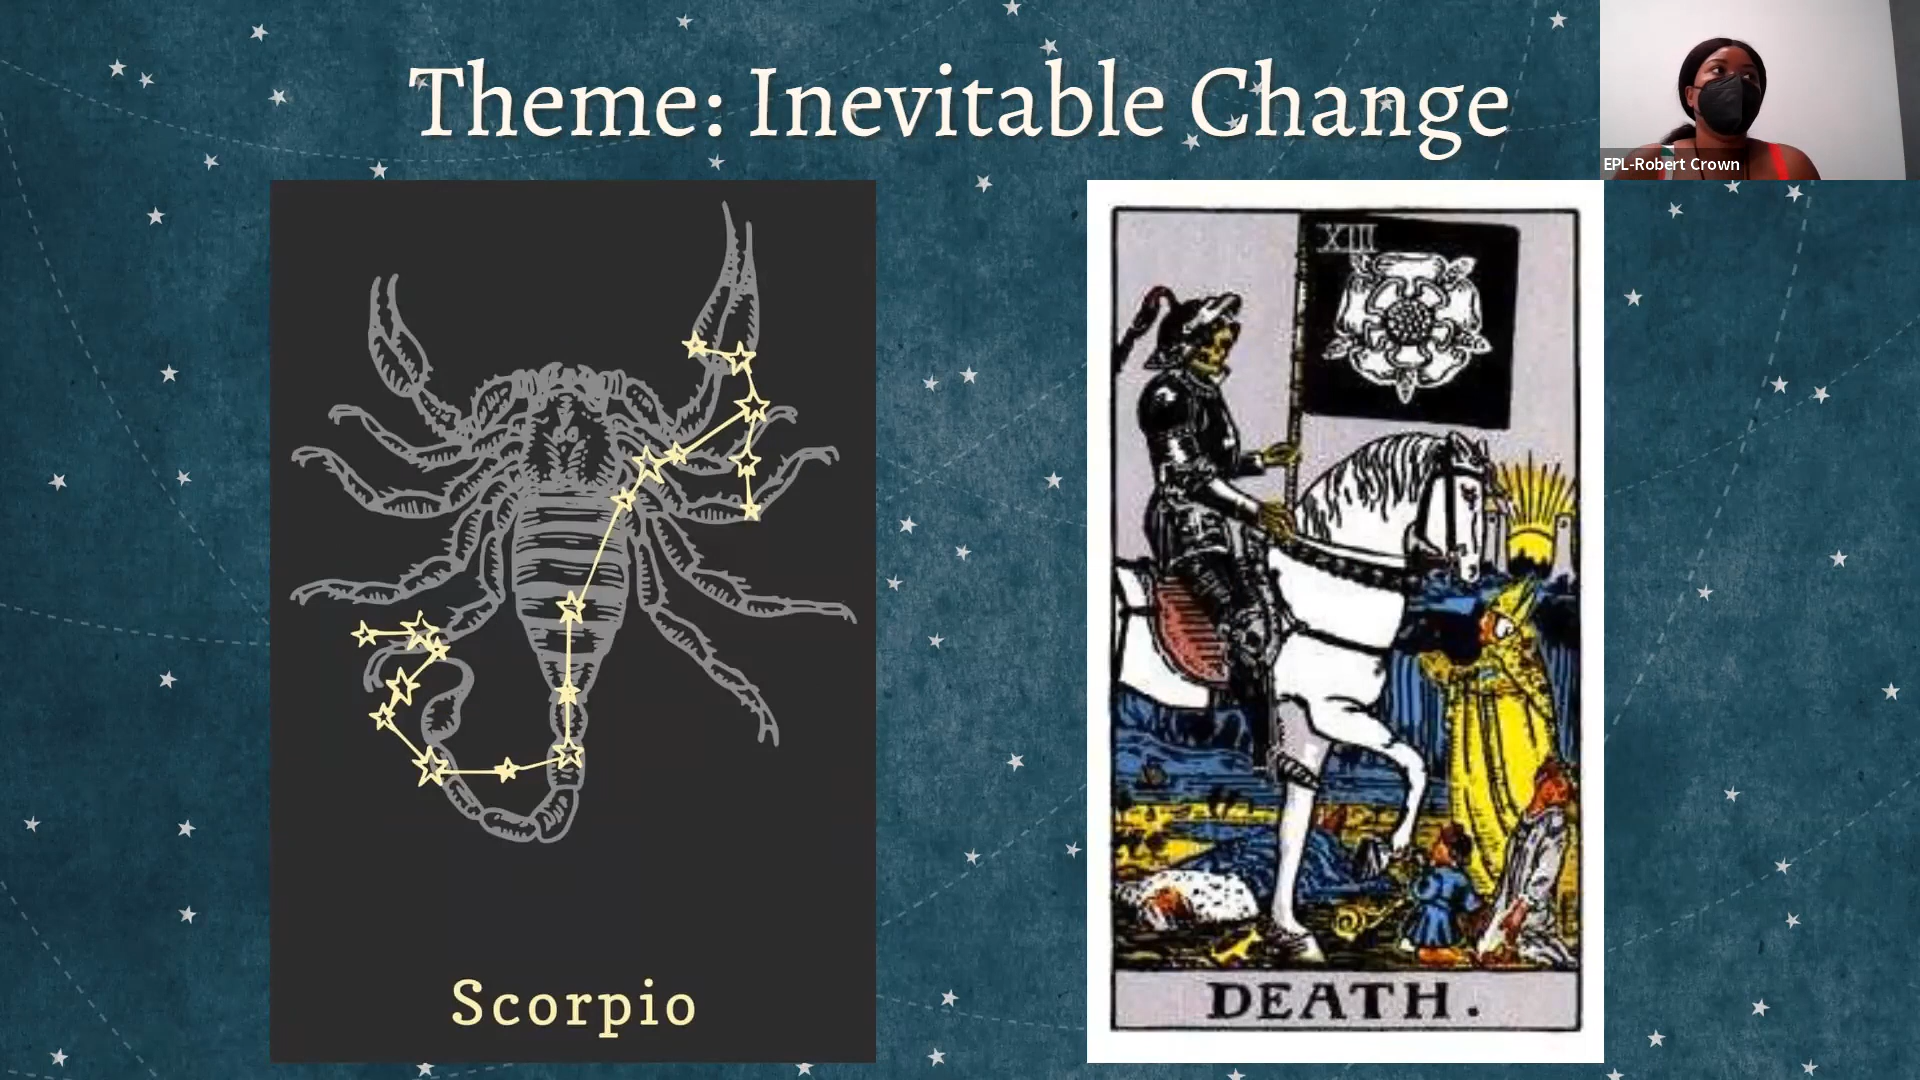 Theme: Inevitable Change
EPL-Robert Crown
XIII
Scorpio
DEATH.